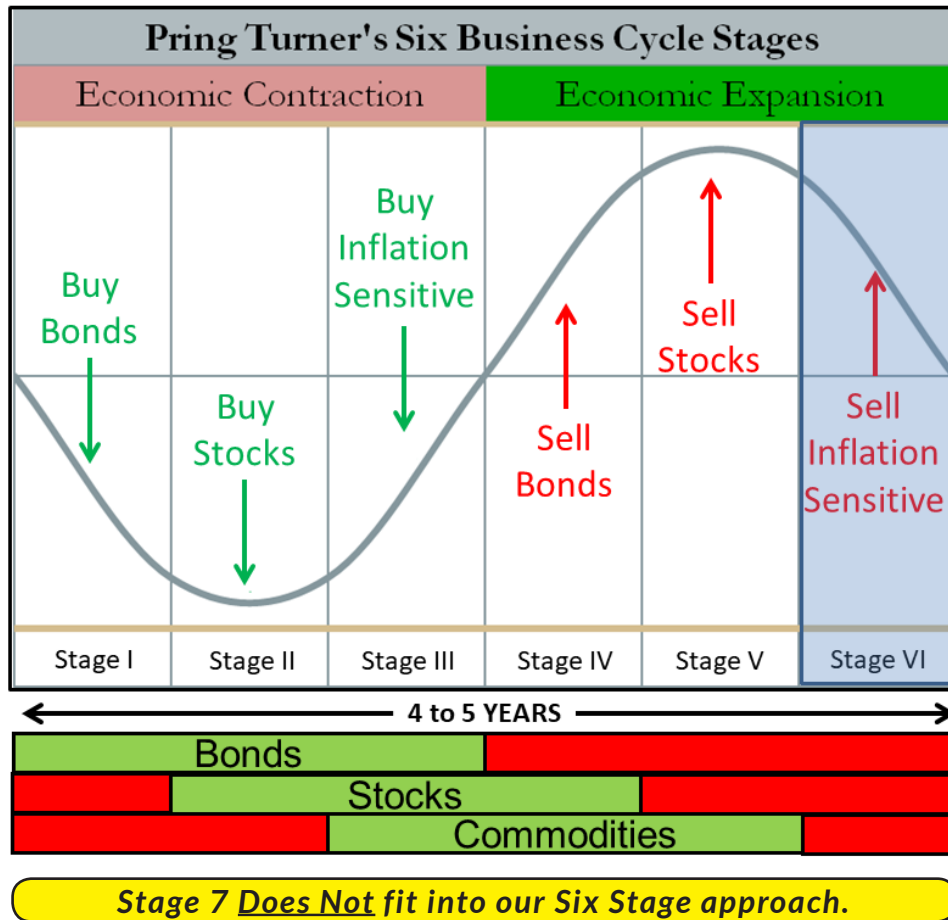 Pring Turner's Six Business Cycle Stages
Economic Contraction
Economic Expansion
Buy
Bonds
Buy
Stocks
Buy
Inflation
Sensitive
Sell
Bonds
Sell
Stocks
Sell
Inflation
Sensitive
Stage I
Stage II
Stage III
Stage IV
Stage V
Stage VI
4 to 5 YEARS
Bonds
Stocks
Commodities
Stage 7 Does Not fit into our Six Stage approach.